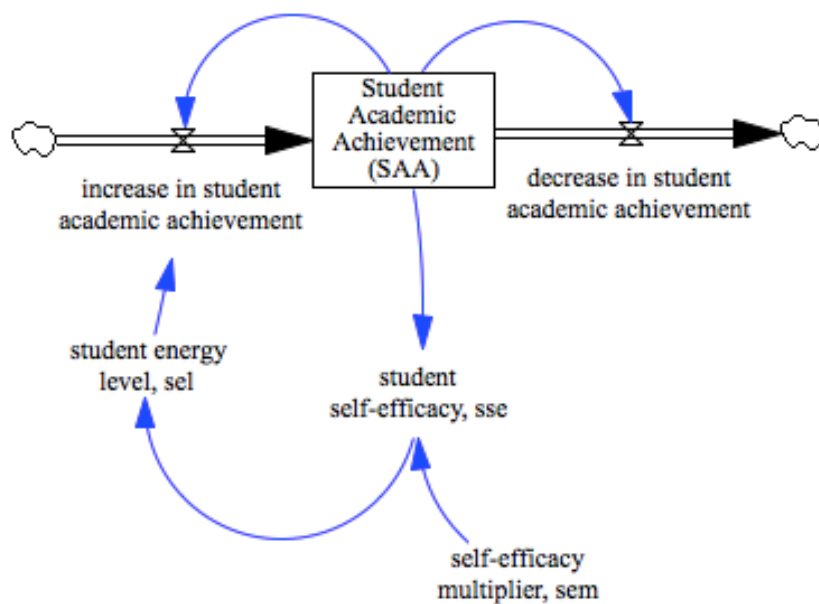 Student
Academic
Achievement
(SAA)
increase in student
academic achievement
decrease in student
academic achievement
student energy
level, sel
student
self-efficacy, sse
self-efficacy
multiplier, sem